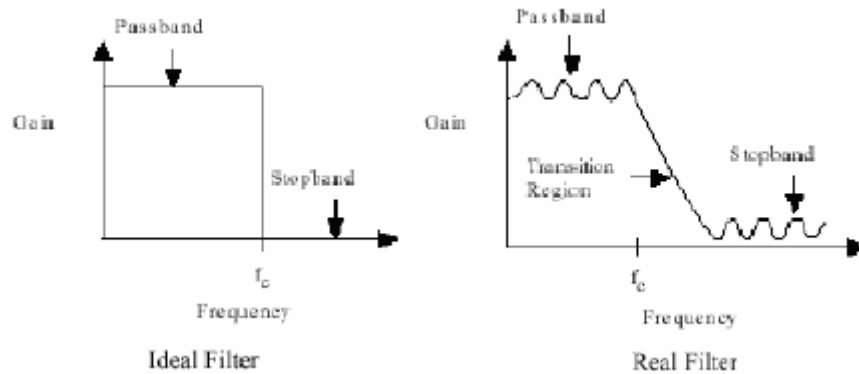 Passband
Gain
Stopband
fc
Frequency
Ideal Filter
Passband
Gain
Transition
Region
Stopband
fc
Frequency
Real Filter